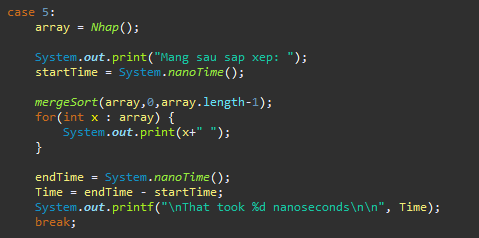 case 5:
array = Nhap();
System.out.print("Mang sau sap xep: ");
startTime = System.nanoTime();
mergeSort(array,0,array.length-1);
for(int x : array) {
System.out.print(x+" ");
}
endTime = System.nanoTime();
Time = endTime - startTime;
System.out.printf("\nThat took %d nanoseconds\n\n", Time);
break;